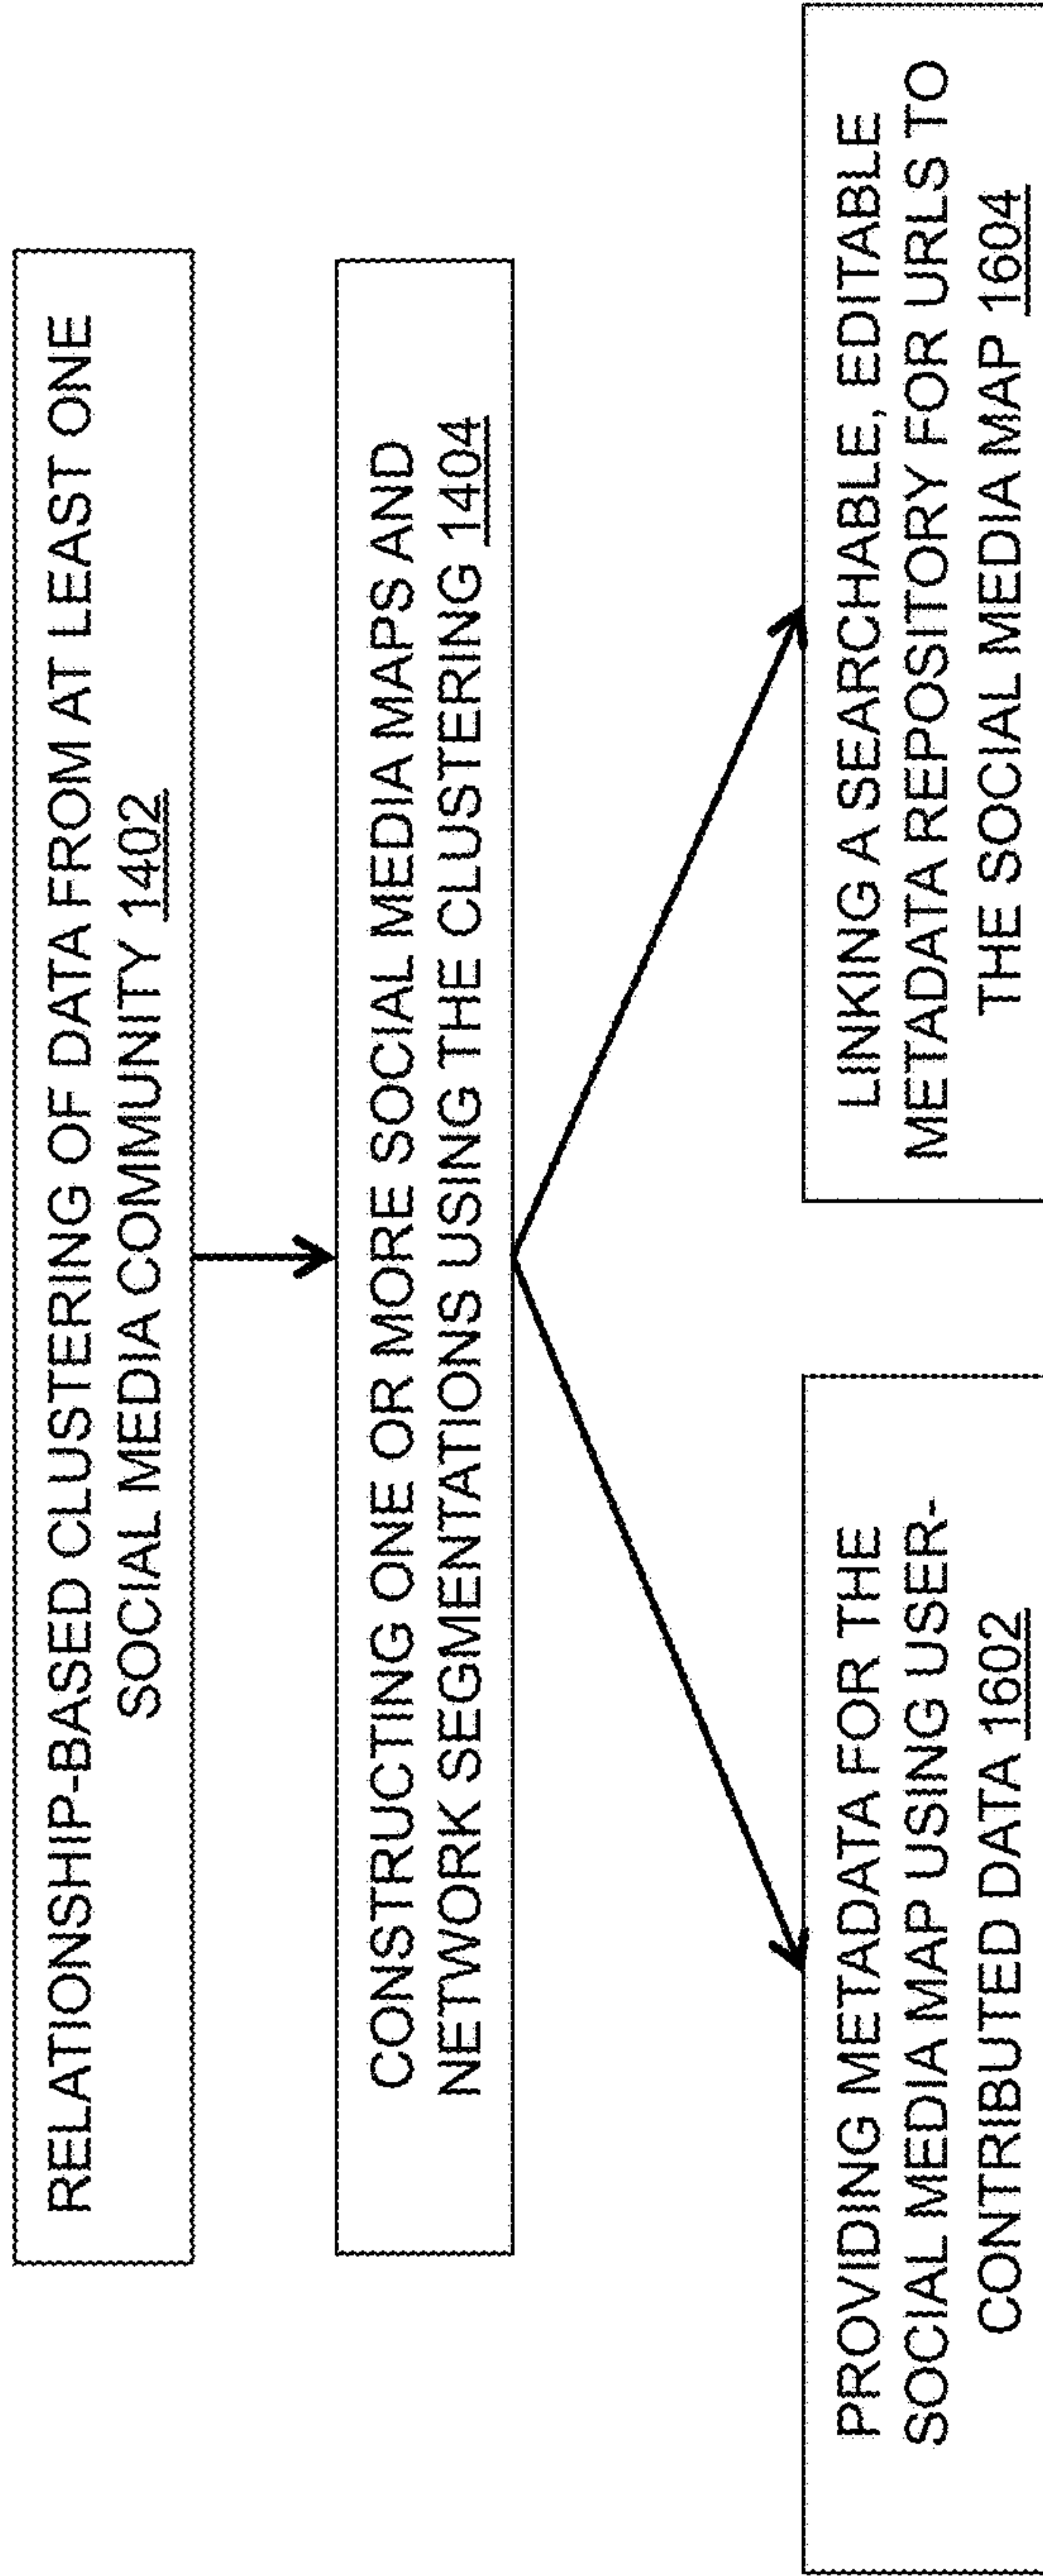 RELATIONSHIP-BASED CLUSTERING OF DATA FROM AT LEAST ONE
SOCIAL MEDIA COMMUNITY 1402
CONSTRUCTING ONE OR MORE SOCIAL MEDIA MAPS AND
NETWORK SEGMENTATIONS USING THE CLUSTERING 1404
PROVIDING METADATA FOR THE
SOCIAL MEDIA MAP USING USER-
CONTRIBUTED DATA 1602
LINKING A SEARCHABLE, EDITABLE
METADATA REPOSITORY FOR URLS TO
THE SOCIAL MEDIA MAP 1604